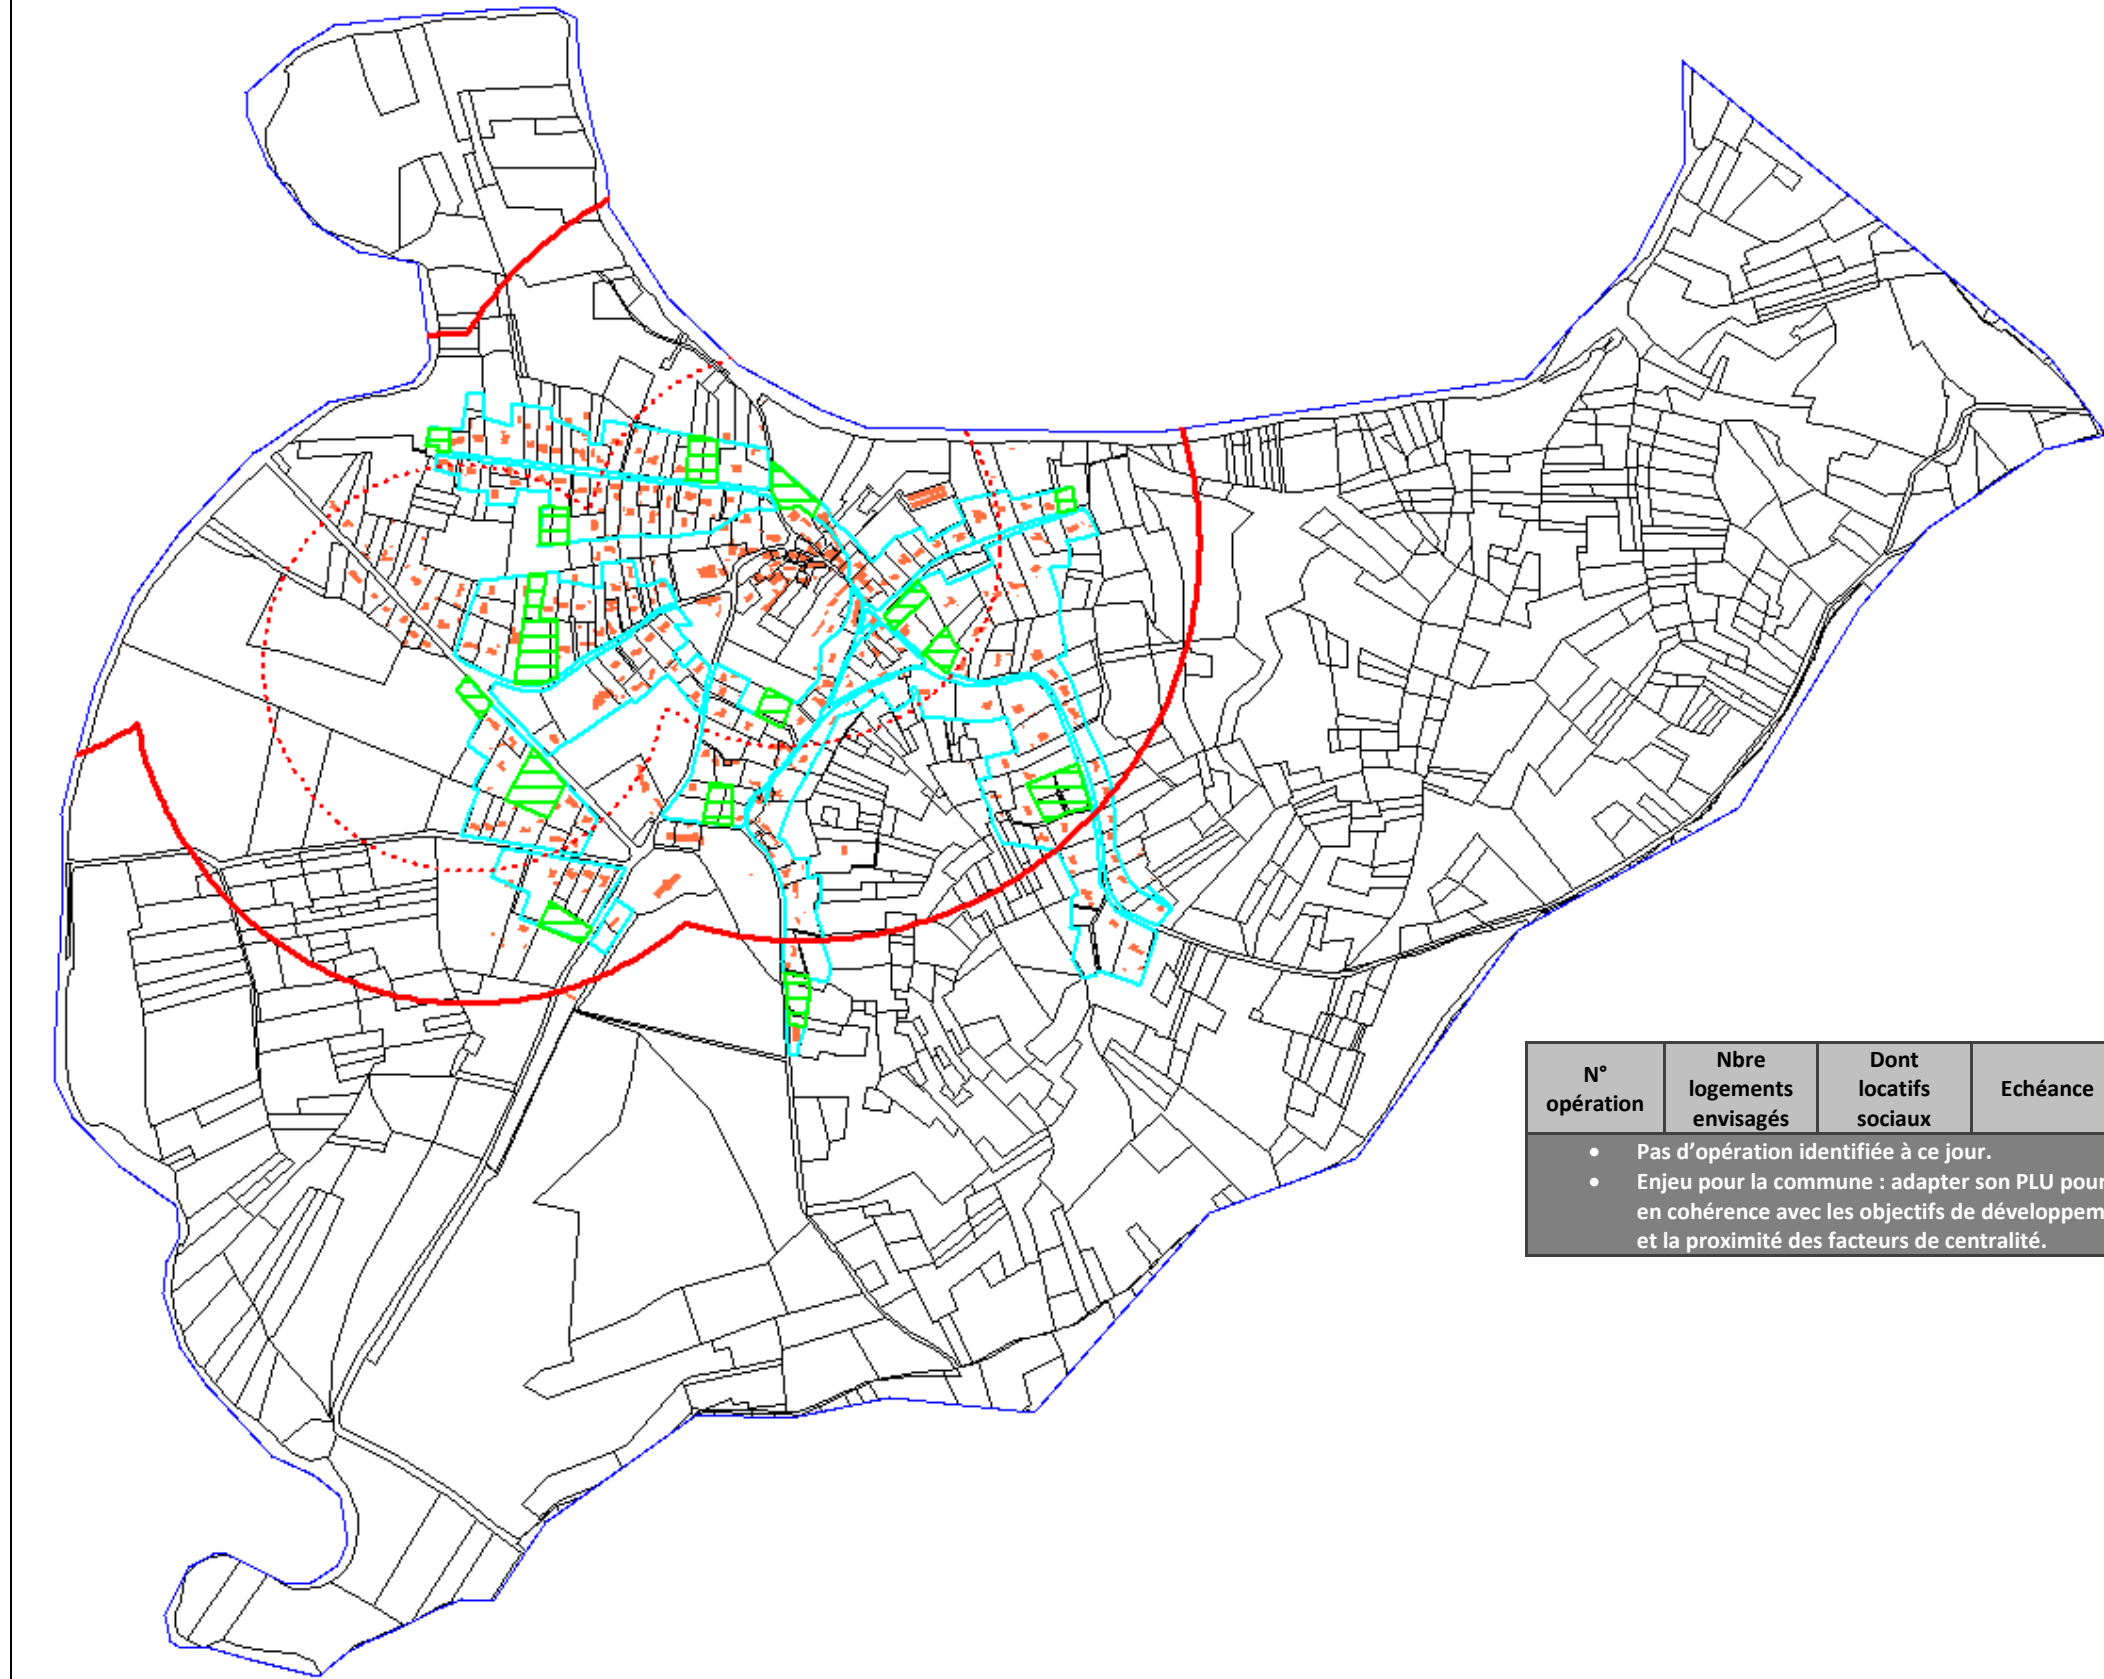 N° opération
Nbre logements envisagés
Dont locatifs sociaux
Echéance
• Pas d'opération identifiée à ce jour.
• Enjeu pour la commune : adapter son PLU pour
en cohérence avec les objectifs de développem
et la proximité des facteurs de centralité.